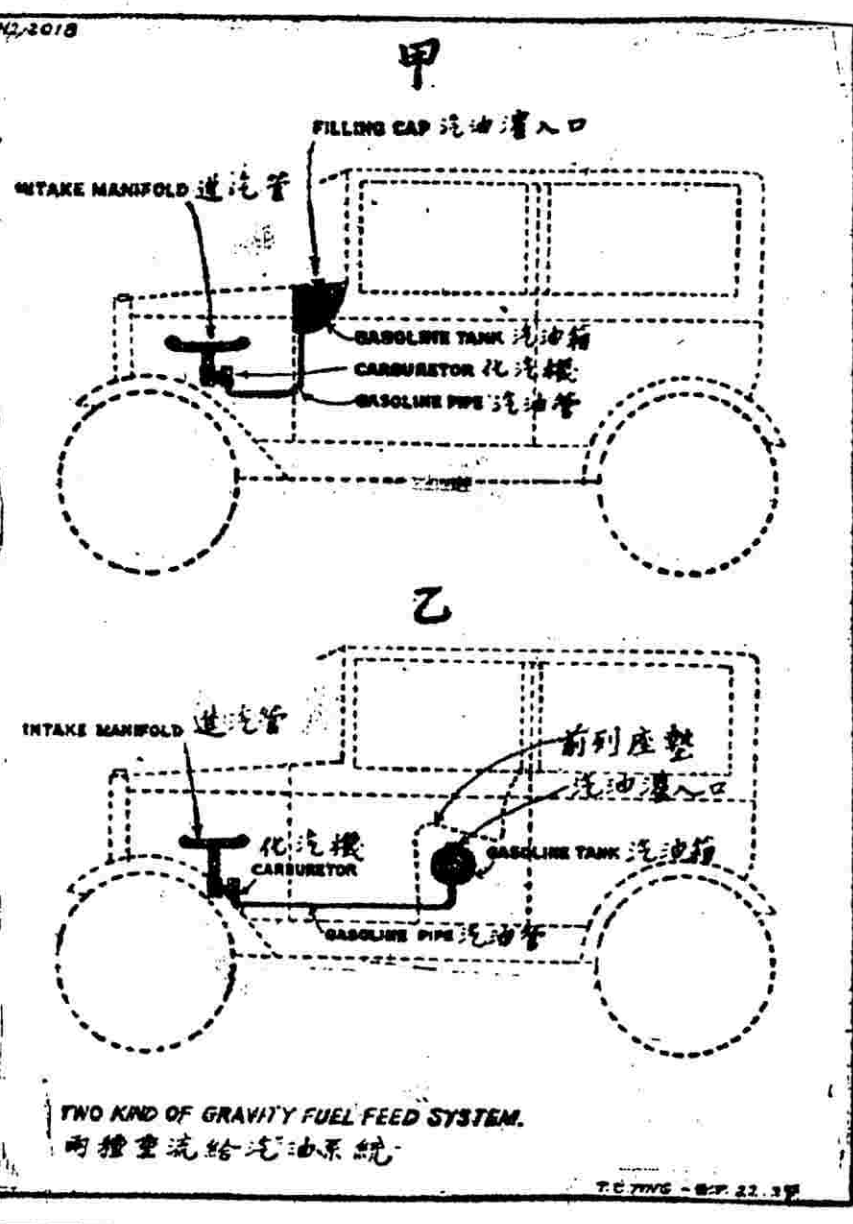 甲
FILLING CAP 汽油灌入口
INTAKE MANIFOLD 進汽管
GASOLINE TANK 汽油箱
CARBURETOR 化汽機
GASOLINE PIPE 汽油管
乙
INTAKE MANIFOLD 進汽管
前列座墊
汽油灌入口
化汽機
CARBURETOR
GASOLINE TANK 汽油箱
GASOLINE PIPE 汽油管
TWO KIND OF GRAVITY FUEL FEED SYSTEM.
兩種重流給汽油系統